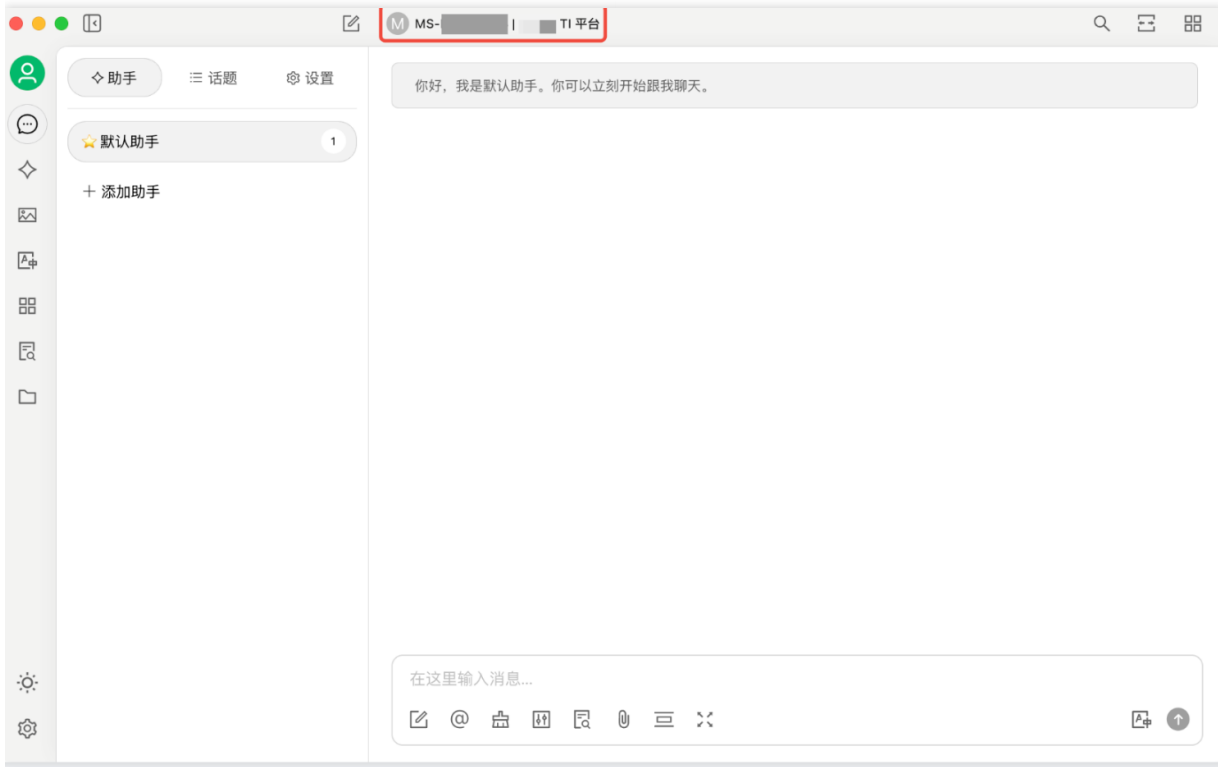 M MS- | TI 平台
助手 话题 设置
你好，我是默认助手。你可以立刻开始跟我聊天。
默认助手 1
+ 添加助手
在这里输入消息...